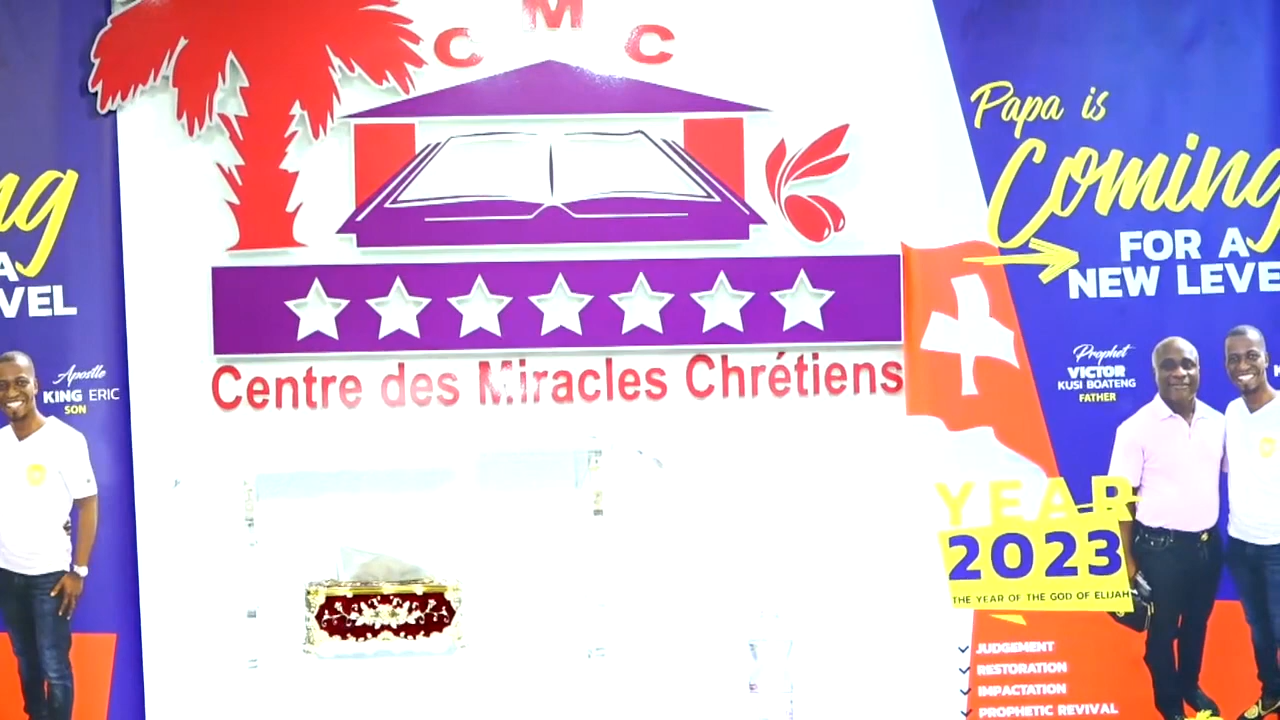 ng
A
VEL
Apostle
KING ERIC
SON
CMC
Centre des Miracles Chrétiens
Papa is
Coming
FOR A
NEW LEVE
Prophet
VICTOR
KUSI BOATENG
FATHER
K
YEAR
2023
THE YEAR OF THE GOD OF ELIJAH
JUDGEMENT
RESTORATION
IMPACTATION
PROPHETIC REVIVAL